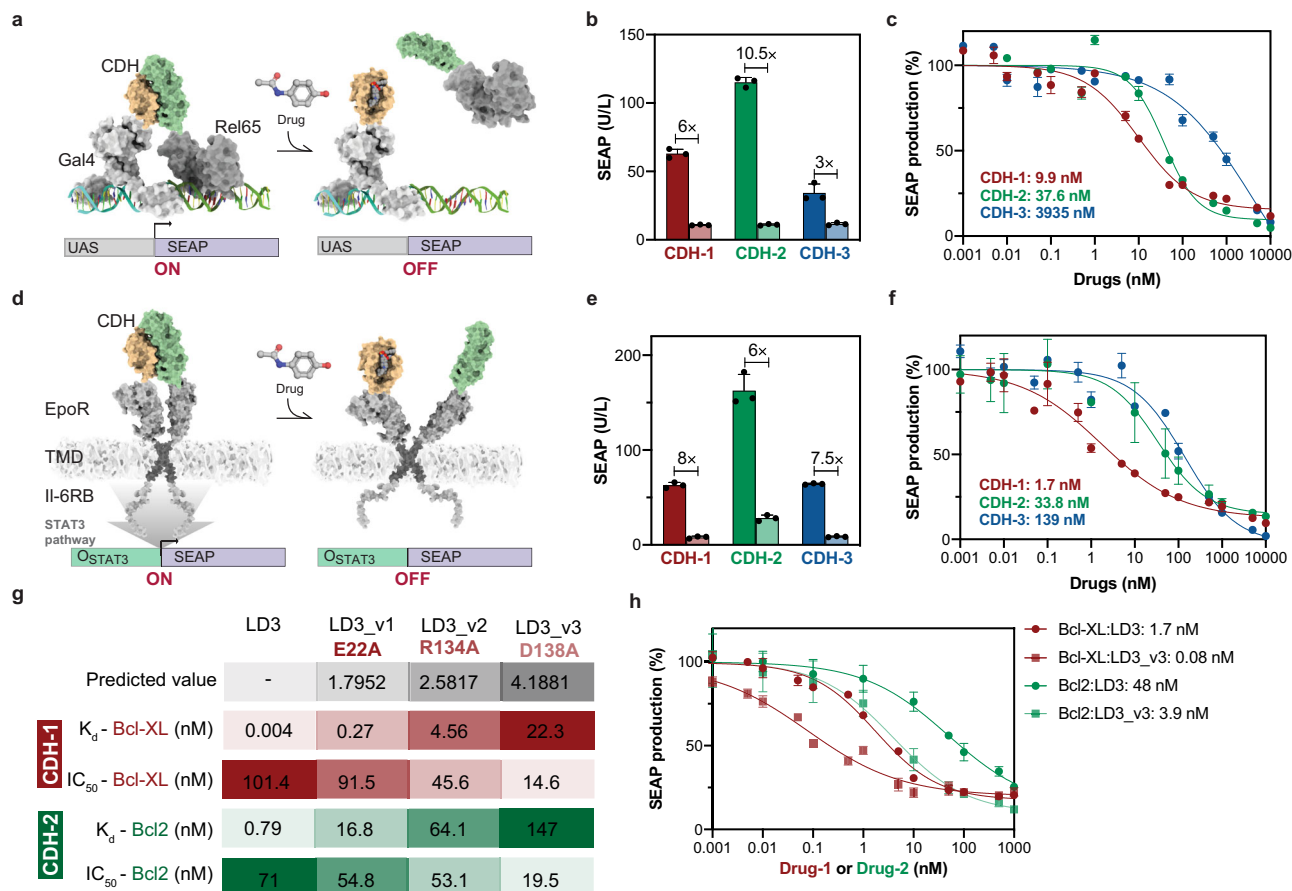 a
CDH
Drug
Rel65
Gal4
UAS
SEAP
ON
UAS
SEAP
OFF
b
SEAP (U/L)
150
100
50
0
6×
10.5×
3×
CDH-1
CDH-2
CDH-3
c
SEAP production (%)
100
50
0
CDH-1: 9.9 nM
CDH-2: 37.6 nM
CDH-3: 3935 nM
0.001 0.01 0.1 1 10 100 1000 10000
Drugs (nM)
d
CDH
Drug
EpoR
TMD
Il-6RB
STAT3
pathway
OSTAT3
SEAP
ON
OSTAT3
SEAP
OFF
e
SEAP (U/L)
200
100
0
8×
6×
7.5×
CDH-1
CDH-2
CDH-3
f
SEAP production (%)
100
50
0
CDH-1: 1.7 nM
CDH-2: 33.8 nM
CDH-3: 139 nM
0.001 0.01 0.1 1 10 100 1000 10000
Drugs (nM)
g
LD3 LD3_v1 LD3_v2 LD3_v3
E22A R134A D138A
Predicted value - 1.7952 2.5817 4.1881
CDH-1
Kd - Bcl-XL (nM) 0.004 0.27 4.56 22.3
IC50 - Bcl-XL (nM) 101.4 91.5 45.6 14.6
CDH-2
Kd - Bcl2 (nM) 0.79 16.8 64.1 147
IC50 - Bcl2 (nM) 71 54.8 53.1 19.5
h
SEAP production (%)
100
50
0
0.001 0.01 0.1 1 10 100 1000
Drug-1 or Drug-2 (nM)
Bcl-XL:LD3: 1.7 nM
Bcl-XL:LD3_v3: 0.08 nM
Bcl2:LD3: 48 nM
Bcl2:LD3_v3: 3.9 nM